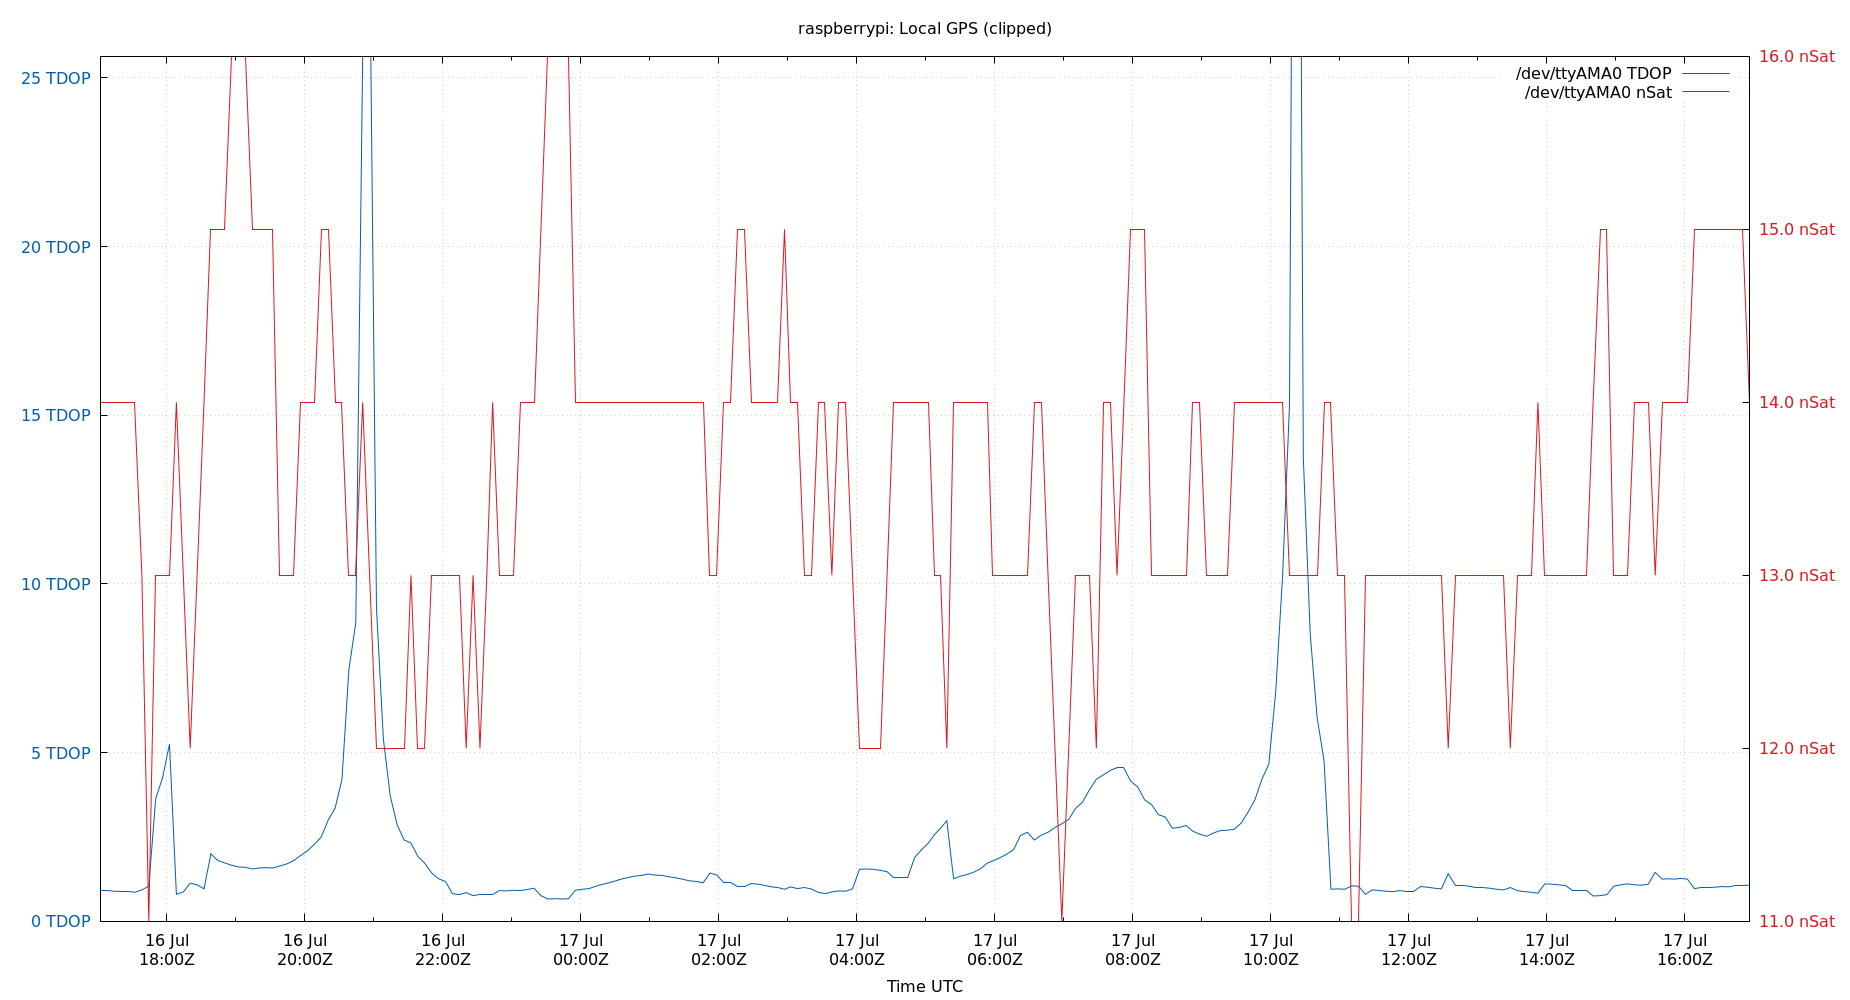 raspberrypi: Local GPS (clipped)
25 TDOP
20 TDOP
15 TDOP
10 TDOP
5 TDOP
0 TDOP
16.0 nSat
15.0 nSat
14.0 nSat
13.0 nSat
12.0 nSat
11.0 nSat
/dev/ttyAMA0 TDOP
/dev/ttyAMA0 nSat
16 Jul
18:00Z
16 Jul
20:00Z
16 Jul
22:00Z
17 Jul
00:00Z
17 Jul
02:00Z
17 Jul
04:00Z
17 Jul
06:00Z
17 Jul
08:00Z
17 Jul
10:00Z
17 Jul
12:00Z
17 Jul
14:00Z
17 Jul
16:00Z
Time UTC